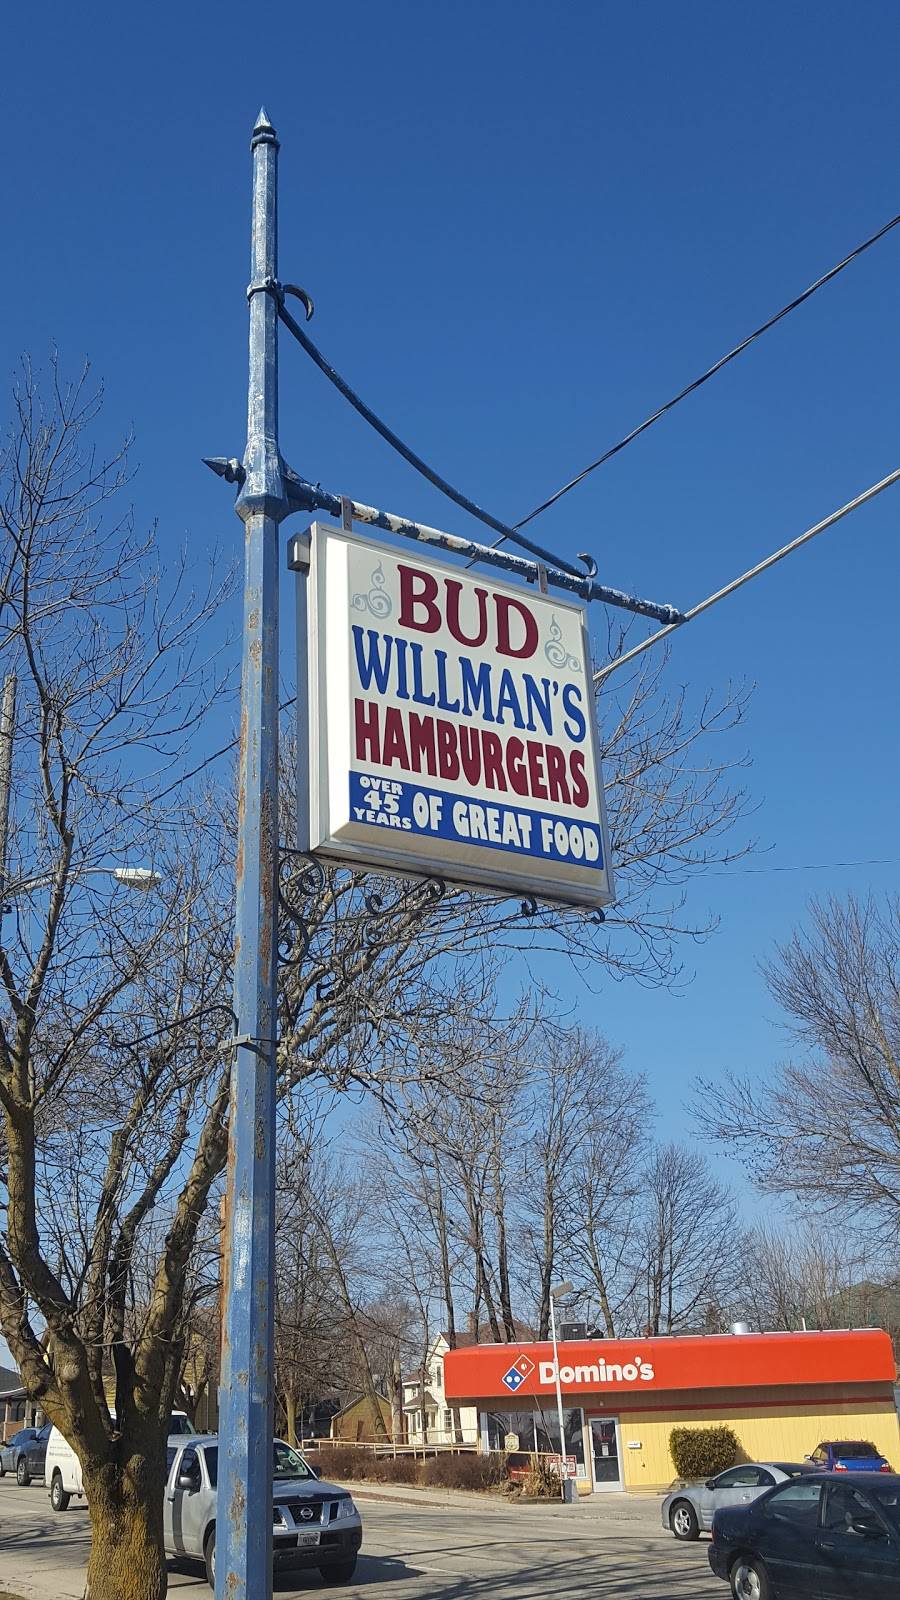 BUD
WILLMAN'S
HAMBURGERS
OVER
45
YEARS
OF GREAT FOOD
Domino's